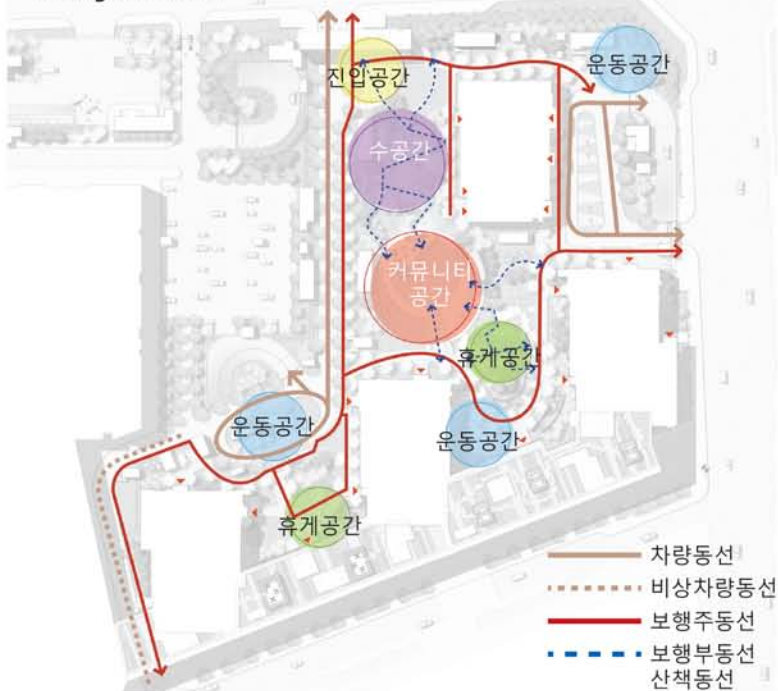 진입공간
운동공간
수공간
커뮤니티
공간
휴게공간
운동공간
운동공간
휴게공간
차량동선
비상차량동선
보행주동선
보행부동선
산책동선